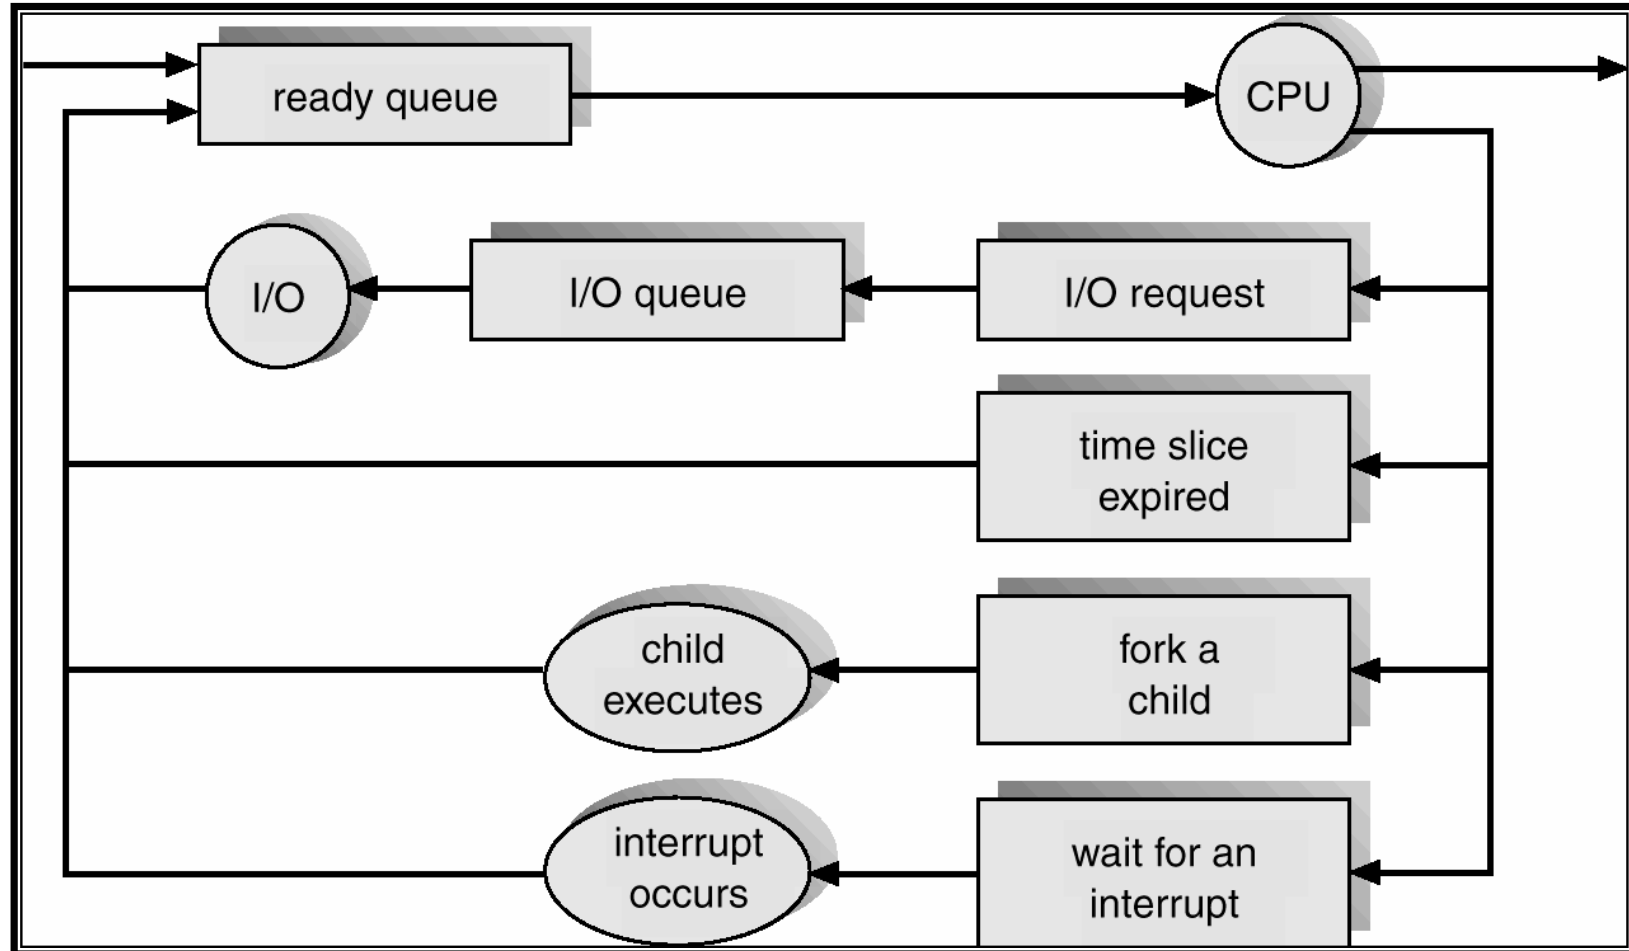 ready queue
CPU
I/O
I/O queue
I/O request
time slice
expired
child
executes
fork a
child
interrupt
occurs
wait for an
interrupt